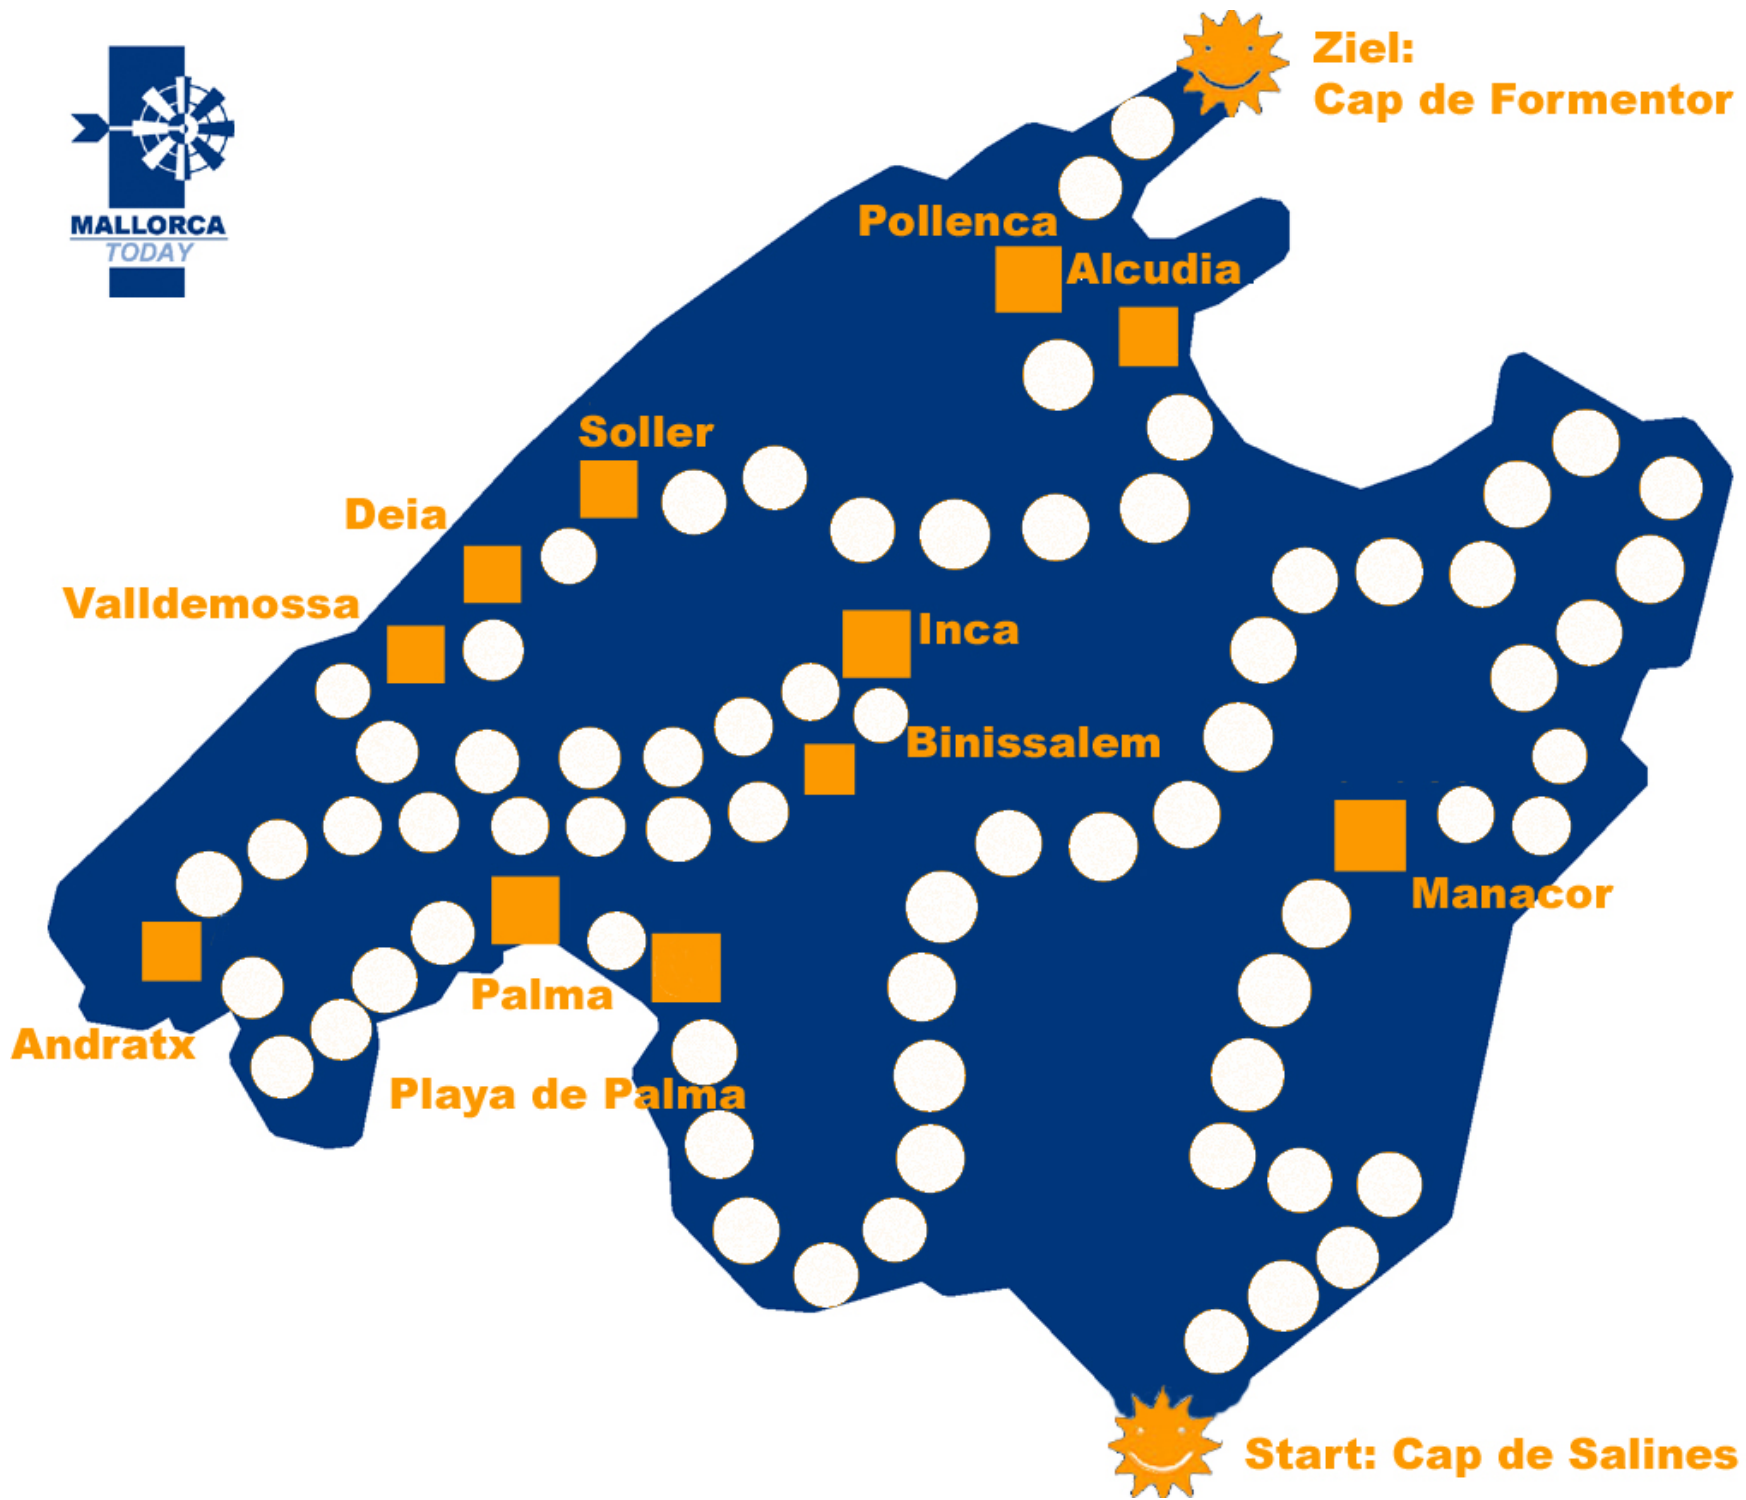 MALLORCA
TODAY
Ziel:
Cap de Formentor
Pollenca
Alcudia
Soller
Deia
Valldemossa
Inca
Binissalem
Manacor
Palma
Andratx
Playa de Palma
Start: Cap de Salines